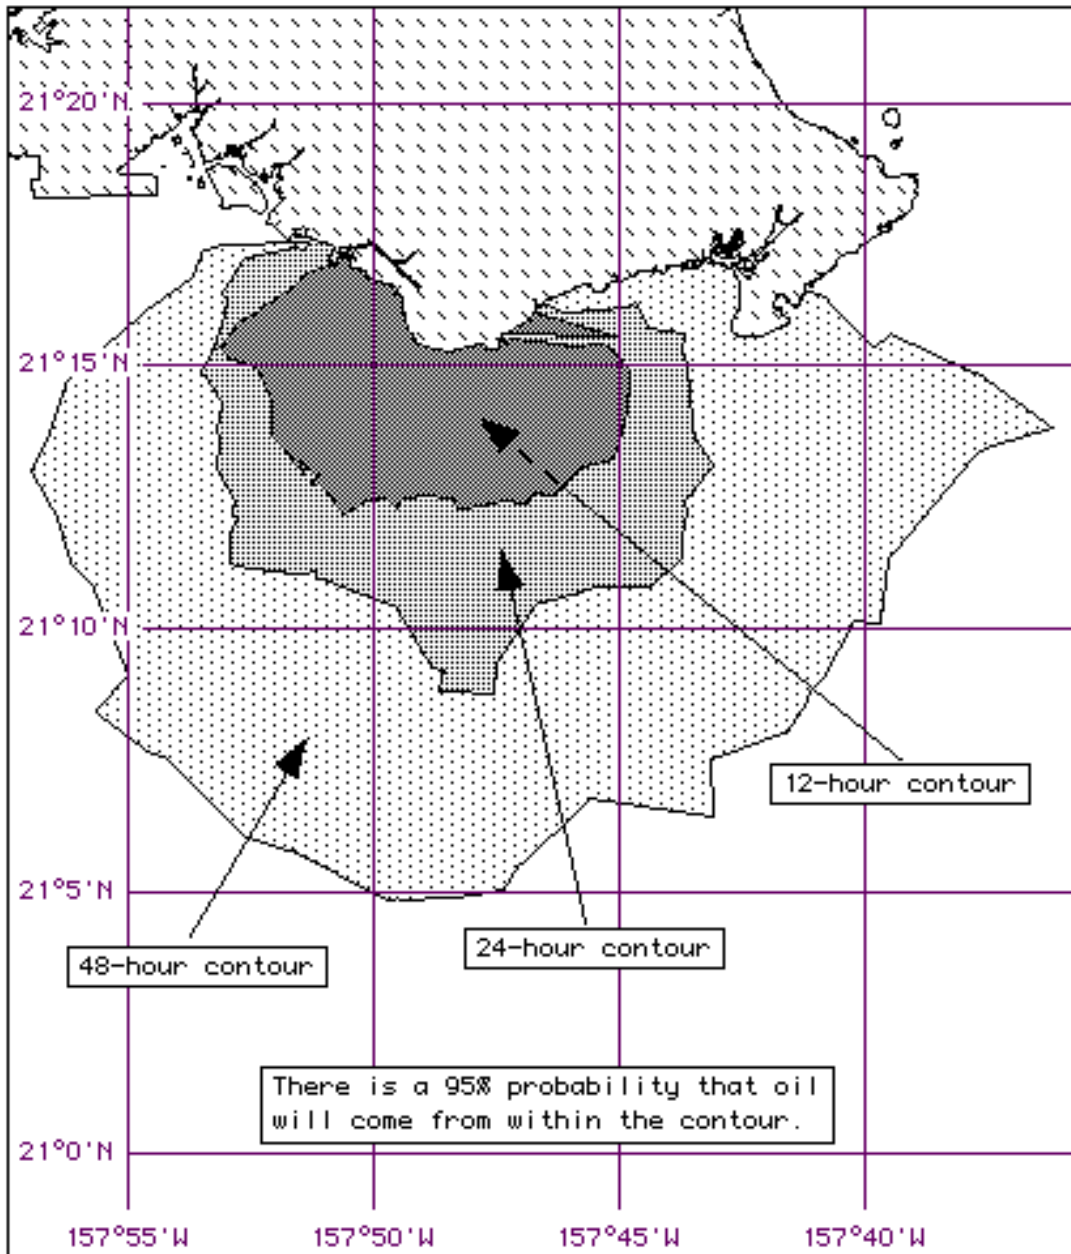 21°20'N
21°15'N
21°10'N
12-hour contour
21°5'N
24-hour contour
48-hour contour
There is a 95% probability that oil
will come from within the contour.
21°0'N
157°55'W
157°50'W
157°45'W
157°40'W